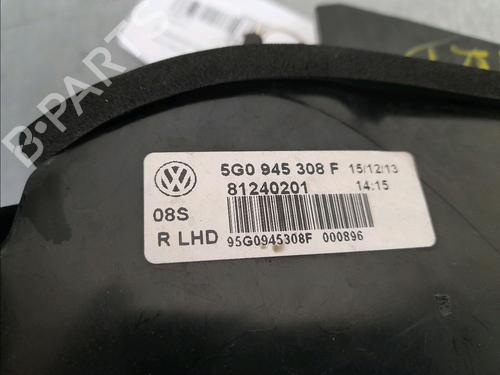 5G0 945 308 F 15/12/13
81240201 14:15
08S
R LHD 95G0945308F 000896
B-PARTS